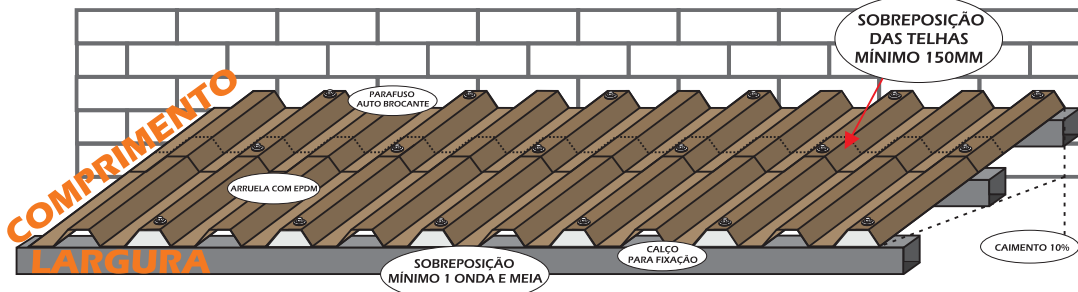 SOBREPOSIÇÃO
DAS TELHAS
MÍNIMO 150MM
PARAFUSO
AUTO BROCANTE
COMPRIMENTO
ARRUELA COM EPDM
LARGURA
SOBREPOSIÇÃO
MÍNIMO 1 ONDA E MEIA
CALÇO
PARA FIXAÇÃO
CAIMENTO 10%